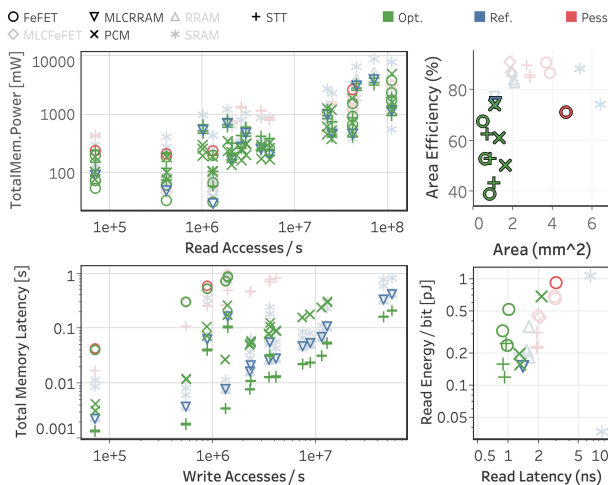 FeFET MLCRRAM RRAM STT Opt. Ref. Pess
MLCFeFET PCM SRAM
TotalMem.Power [mW]
10000
1000
100
1e+5 1e+6 1e+7 1e+8
Read Accesses / s
Area Efficiency (%)
80
60
40
0 2 4 6
Area (mm^2)
Total Memory Latency [s]
1
0.1
0.01
0.001
1e+5 1e+6 1e+7
Write Accesses / s
Read Energy / bit [pJ]
1
0.5
0.2
0.1
0.05
0.5 1 2 5 10
Read Latency (ns)